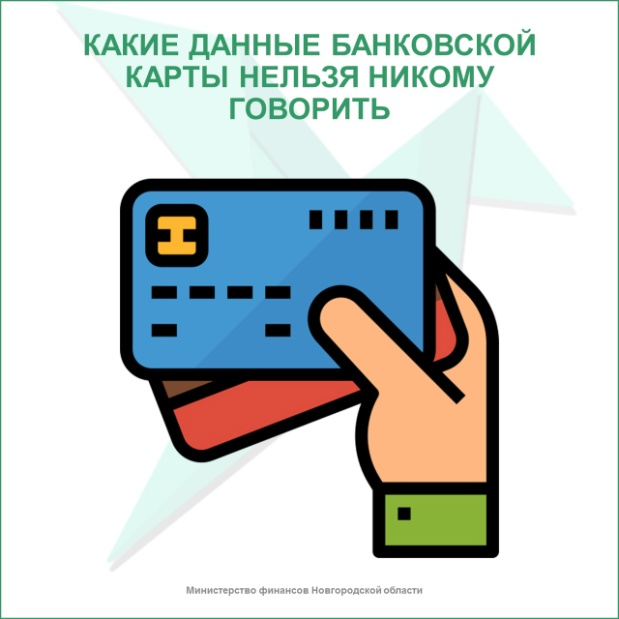 КАКИЕ ДАННЫЕ БАНКОВСКОЙ
КАРТЫ НЕЛЬЗЯ НИКОМУ
ГОВОРИТЬ
Министерство финансов Новгородской области